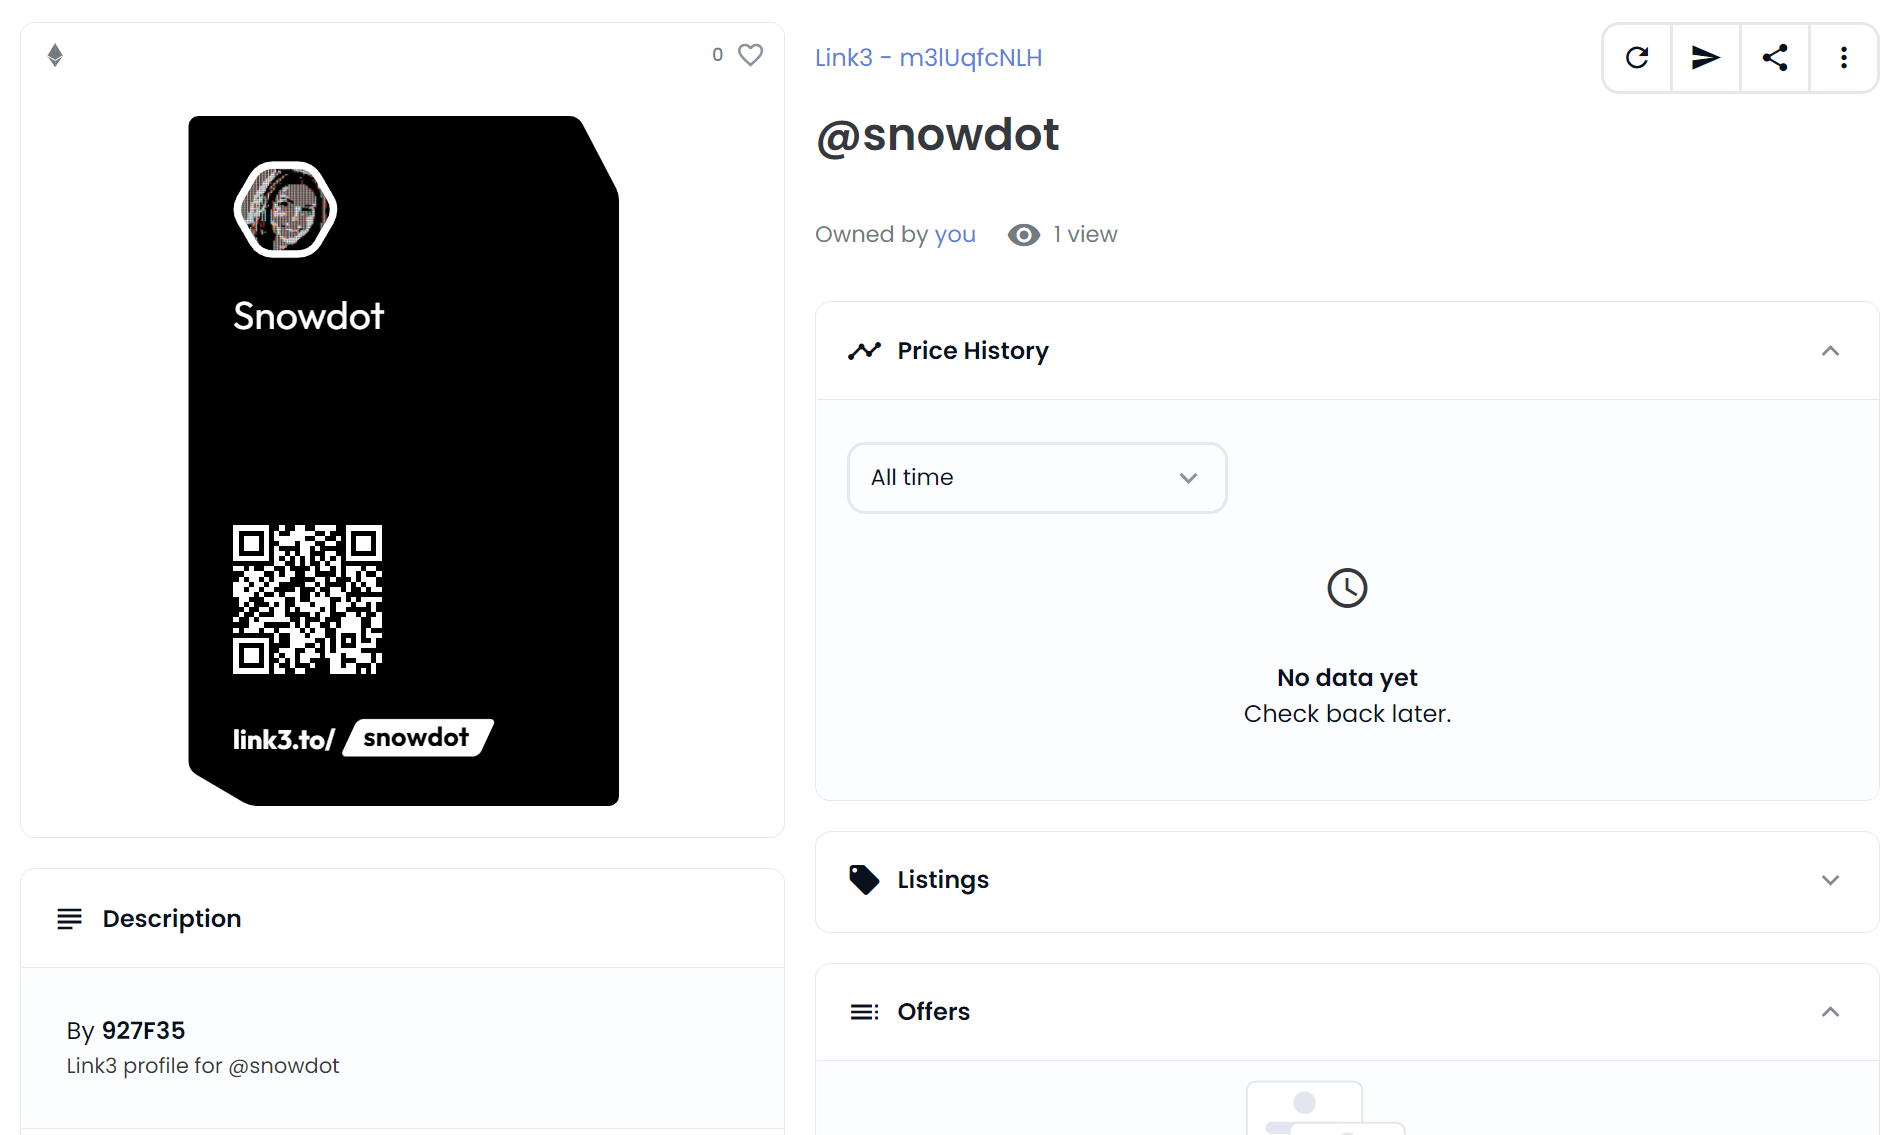 0
Snowdot
link3.to/ snowdot
Description
By 927F35
Link3 profile for @snowdot
Link3 - m3lUqfcNLH
@snowdot
Owned by you 1 view
Price History
All time
No data yet
Check back later.
Listings
Offers